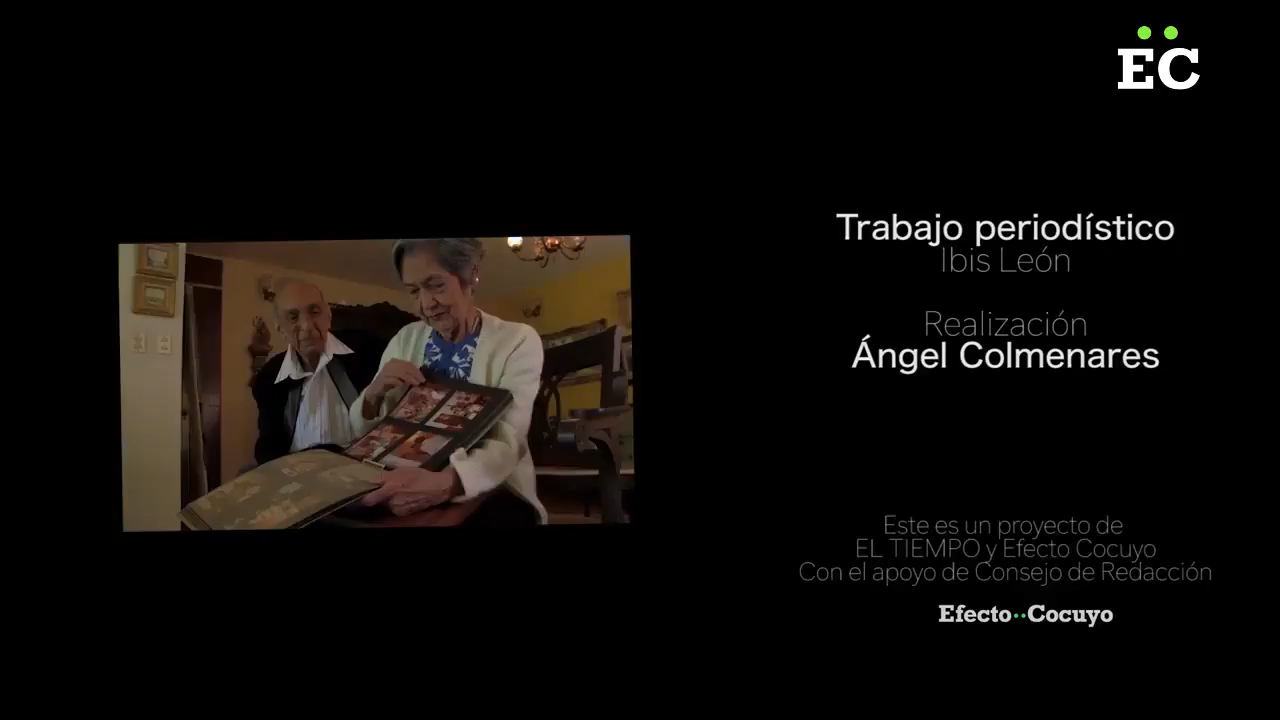 EC
Trabajo periodístico
Ibis León
Realización
Ángel Colmenares
Este es un proyecto de
EL TIEMPO y Efecto Cocuyo
Con el apoyo de Consejo de Redacción
Efecto··Cocuyo